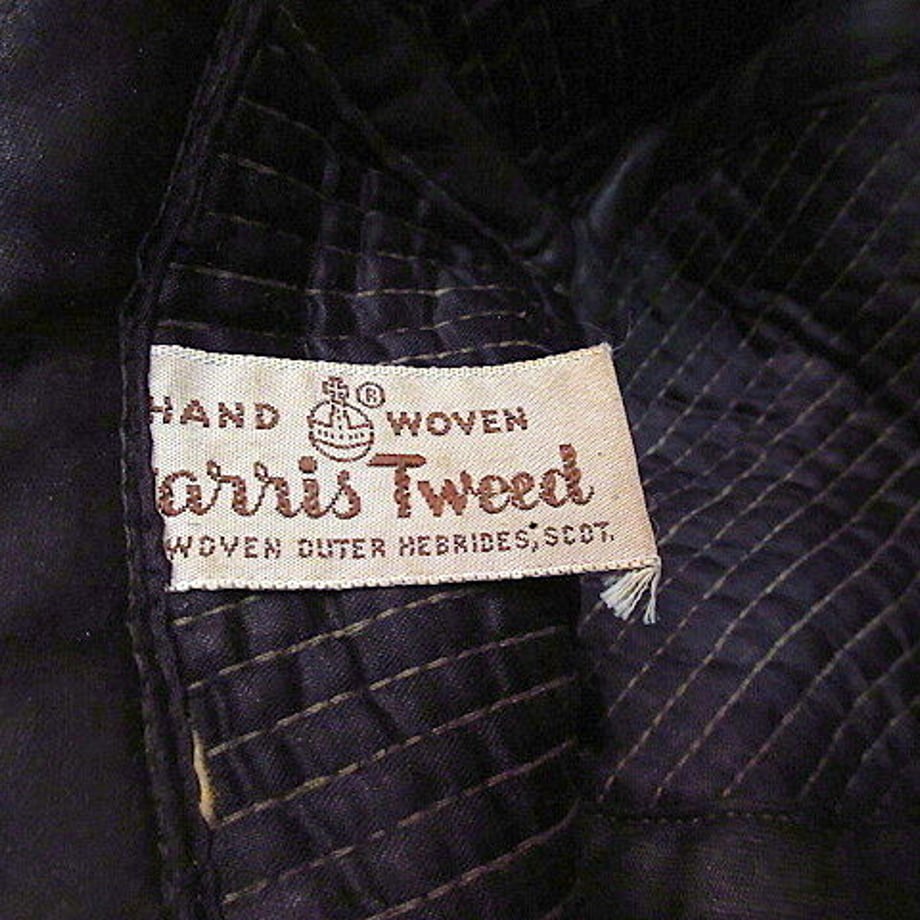 HAND ® WOVEN
arris Tweed
WOVEN OUTER HEBRIDES, SCOT.